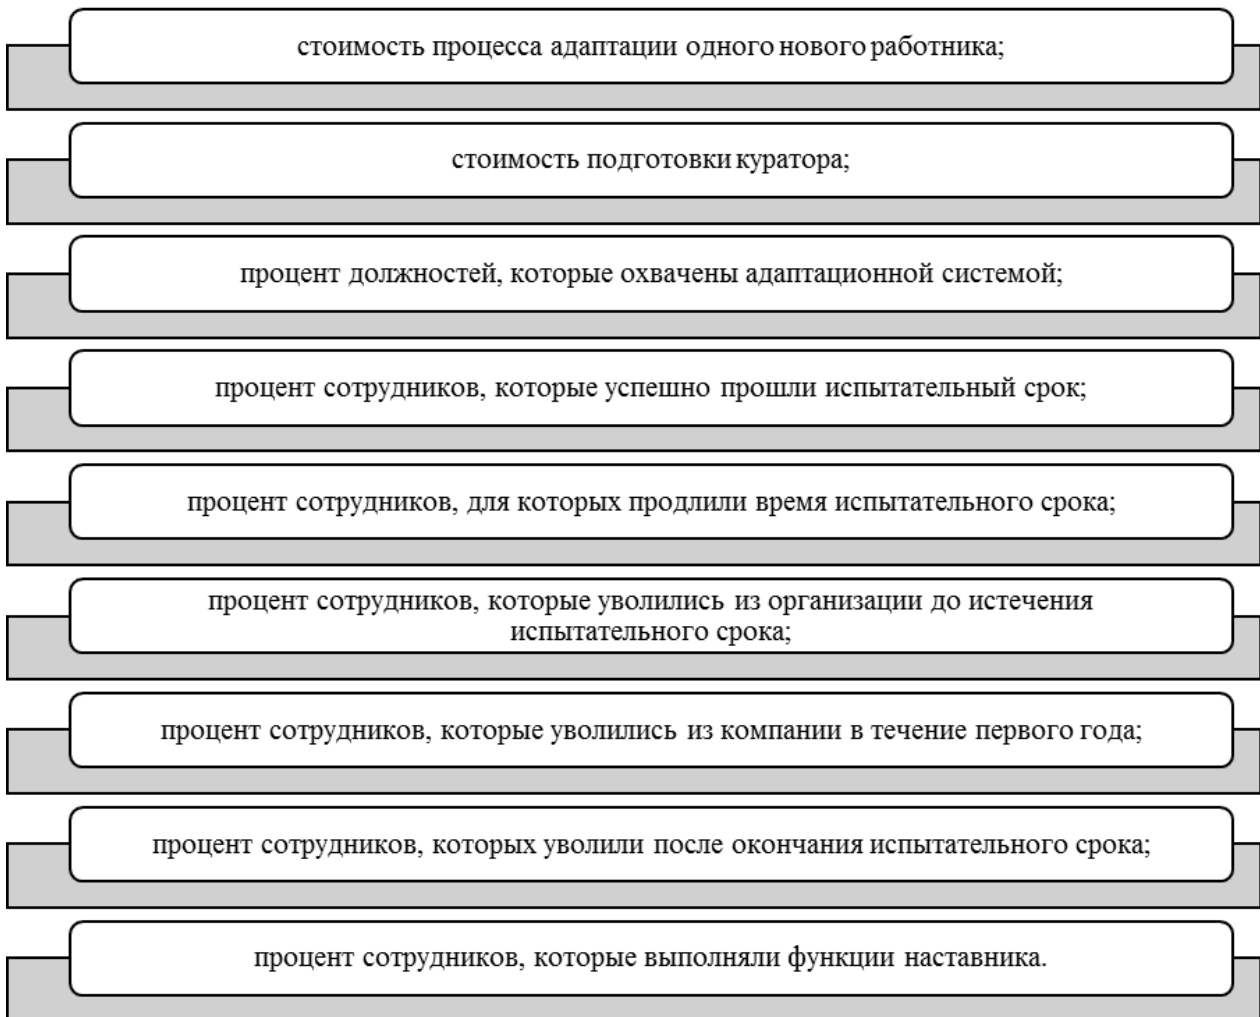 стоимость процесса адаптации одного нового работника;
стоимость подготовки куратора;
процент должностей, которые охвачены адаптационной системой;
процент сотрудников, которые успешно прошли испытательный срок;
процент сотрудников, для которых продлили время испытательного срока;
процент сотрудников, которые уволились из организации до истечения
испытательного срока;
процент сотрудников, которые уволились из компании в течение первого года;
процент сотрудников, которых уволили после окончания испытательного срока;
процент сотрудников, которые выполняли функции наставника.